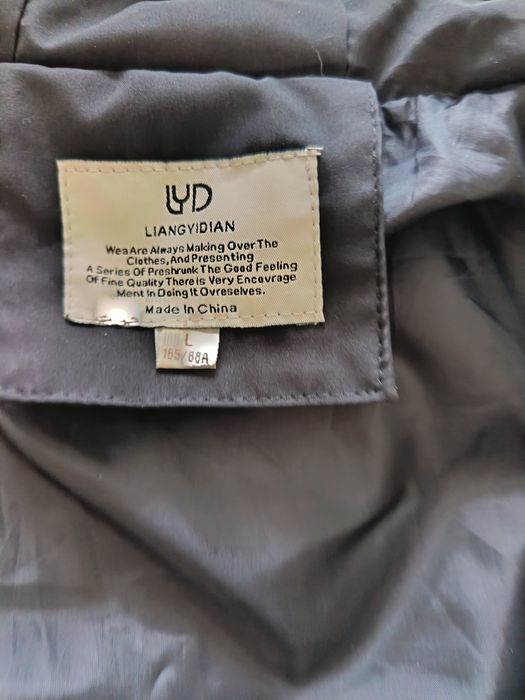 LYD
LIANGYIDIAN
Wea Are Always Making Over The
Clothes,And Presenting
A Series Of Preshrunk The Good Feeling
Of Fine Quality There is Very Encovrage
Ment In Doing It Ovreselves.
Made In China
L
165/88A